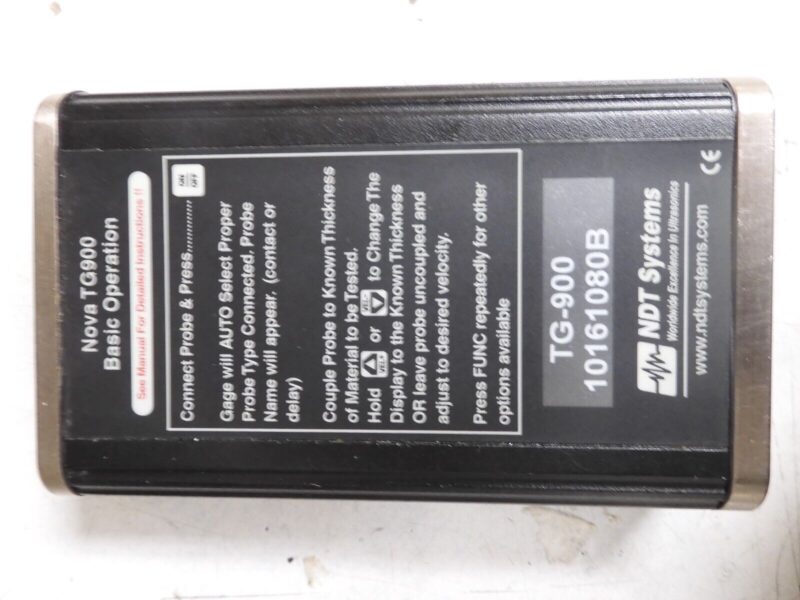 Nova TG900
Basic Operation
See Manual For Detailed Instructions !!
Connect Probe & Press.............. ON OFF
Gage will AUTO Select Proper
Probe Type Connected. Probe
Name will appear. (contact or
delay)
Couple Probe to Known Thickness
of Material to be Tested.
Hold VEL+ or VEL- to Change The
Display to the Known Thickness
OR leave probe uncoupled and
adjust to desired velocity.
Press FUNC repeatedly for other
options available
TG-900
10161080B
NDT Systems
Worldwide Excellence In Ultrasonics
www.ndtsystems.com
CE